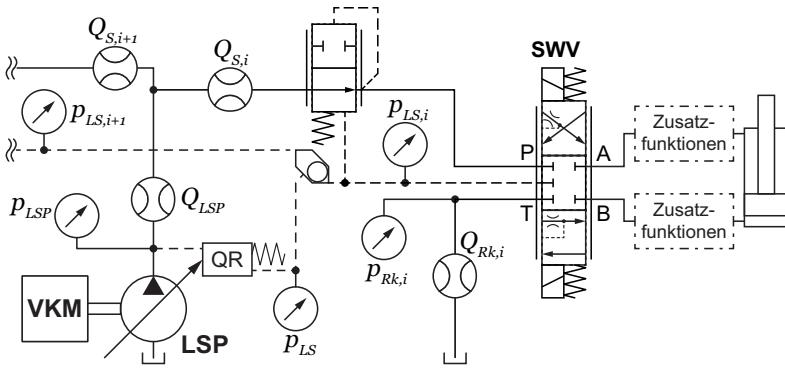 Q_S,i+1
Q_S,i
SWV
p_LS,i+1
p_LS,i
P
A
Zusatz-
funktionen
p_LSP
Q_LSP
T
B
Zusatz-
funktionen
QR
p_Rk,i
Q_Rk,i
VKM
LSP
p_LS